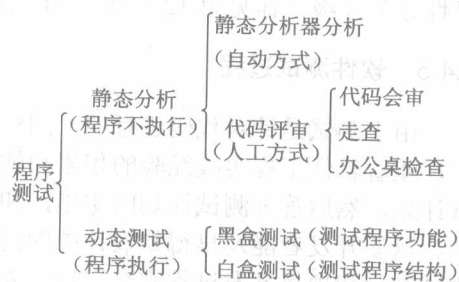 静态分析器分析
(自动方式)
静态分析
(程序不执行)
代码评审
(人工方式)
代码会审
走查
办公桌检查
程序
测试
动态测试
(程序执行)
黑盒测试(测试程序功能)
白盒测试(测试程序结构)